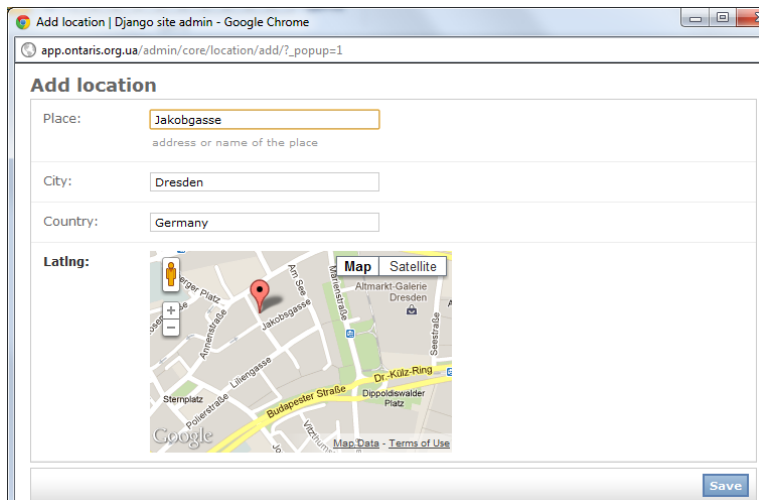 Add location | Django site admin - Google Chrome
app.ontaris.org.ua/admin/core/location/add/?_popup=1
Add location
Place: Jakobgasse
address or name of the place
City: Dresden
Country: Germany
Latlng:
Map Satellite
Am See
Marienstraße
Altmarkt-Galerie
Dresden
Annenstraße
Jakobsgasse
Seestraße
Liliengasse
Sternplatz
Polierstraße
Budapester Straße
Dr.-Külz-Ring
Dippoldiswalder
Platz
Google
Map Data - Terms of Use
Save